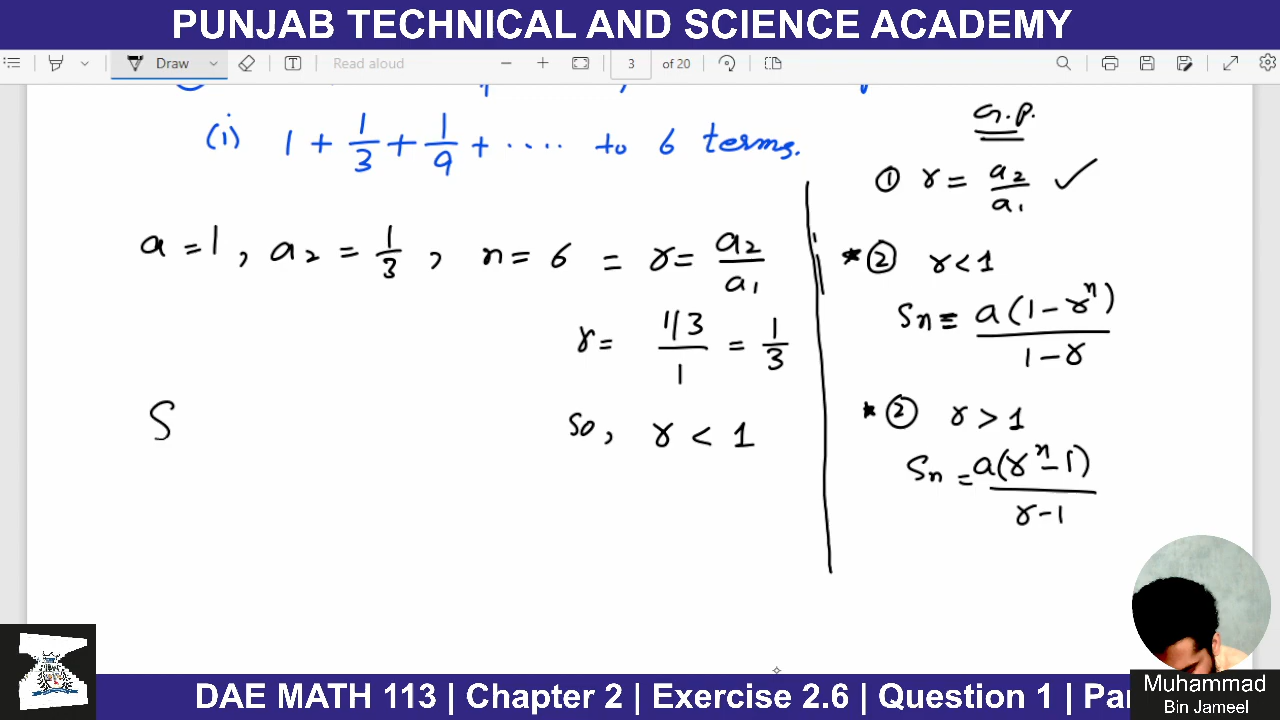 PUNJAB TECHNICAL AND SCIENCE ACADEMY
Draw
Read aloud
3 of 20
(i) 1 + 1/3 + 1/9 + ···· to 6 terms.
a = 1, a2 = 1/3, n = 6 = r = a2/a1
r = 1/3/1 = 1/3
S
so, r < 1
G.P.
① r = a2/a1 ✓
*② r < 1
Sn = a(1-r^n)/1-r
*② r > 1
Sn = a(r^n-1)/r-1
Muhammad
Bin Jameel
DAE MATH 113 | Chapter 2 | Exercise 2.6 | Question 1 | Par